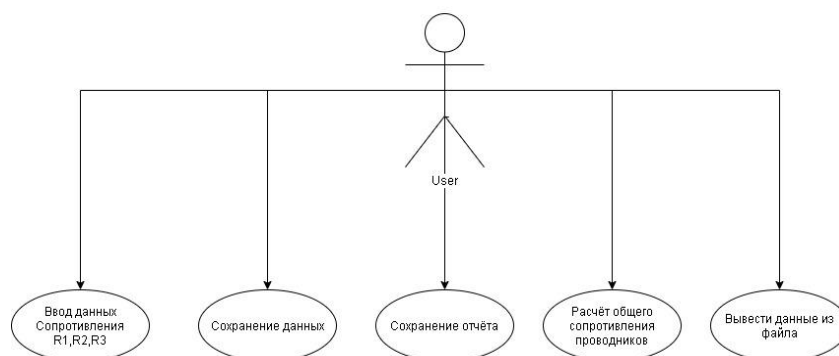 User
Ввод данных
Сопротивления
R1,R2,R3
Сохранение данных
Сохранение отчёта
Расчёт общего
сопротивления
проводников
Вывести данные из
файла